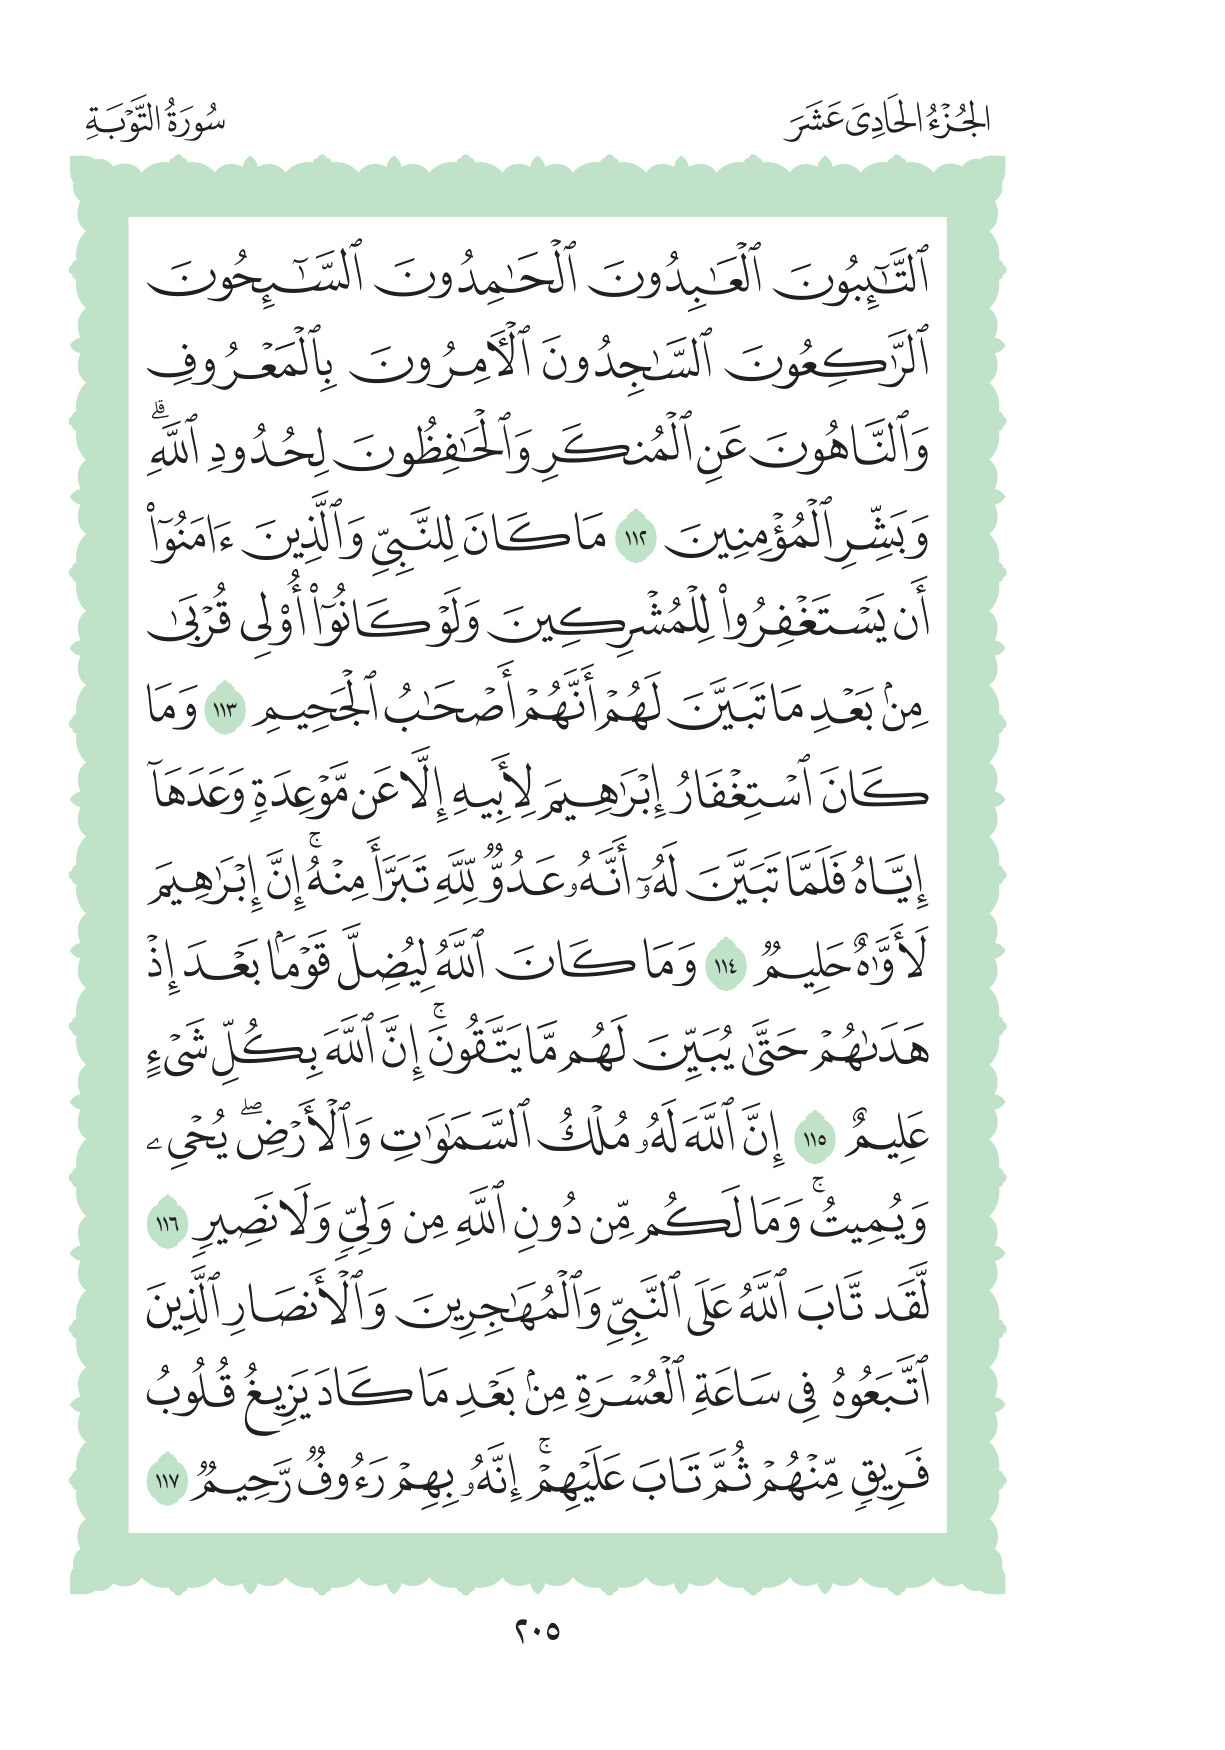 الجُزْءُ الحَادِىَ عَشَرَ
سُورَةُ التَّوْبَةِ
ٱلتَّٰٓئِبُونَ ٱلْعَٰبِدُونَ ٱلْحَٰمِدُونَ ٱلسَّٰٓئِحُونَ
ٱلرَّٰكِعُونَ ٱلسَّٰجِدُونَ ٱلْءَامِرُونَ بِٱلْمَعْرُوفِ
وَٱلنَّاهُونَ عَنِ ٱلْمُنكَرِ وَٱلْحَٰفِظُونَ لِحُدُودِ ٱللَّهِۗ
وَبَشِّرِ ٱلْمُؤْمِنِينَ ١١٢ مَا كَانَ لِلنَّبِىِّ وَٱلَّذِينَ ءَامَنُوٓا۟
أَن يَسْتَغْفِرُوا۟ لِلْمُشْرِكِينَ وَلَوْ كَانُوٓا۟ أُو۟لِى قُرْبَىٰ
مِنۢ بَعْدِ مَا تَبَيَّنَ لَهُمْ أَنَّهُمْ أَصْحَٰبُ ٱلْجَحِيمِ ١١٣ وَمَا
كَانَ ٱسْتِغْفَارُ إِبْرَٰهِيمَ لِأَبِيهِ إِلَّا عَن مَّوْعِدَةٍ وَعَدَهَآ
إِيَّاهُ فَلَمَّا تَبَيَّنَ لَهُۥٓ أَنَّهُۥ عَدُوٌّ لِّلَّهِ تَبَرَّأَ مِنْهُۚ إِنَّ إِبْرَٰهِيمَ
لَأَوَّٰهٌ حَلِيمٌ ١١٤ وَمَا كَانَ ٱللَّهُ لِيُضِلَّ قَوْمَۢا بَعْدَ إِذْ
هَدَىٰهُمْ حَتَّىٰ يُبَيِّنَ لَهُم مَّا يَتَّقُونَۚ إِنَّ ٱللَّهَ بِكُلِّ شَىْءٍ
عَلِيمٌ ١١٥ إِنَّ ٱللَّهَ لَهُۥ مُلْكُ ٱلسَّمَٰوَٰتِ وَٱلْأَرْضِۖ يُحْىِۦ
وَيُمِيتُۚ وَمَا لَكُم مِّن دُونِ ٱللَّهِ مِن وَلِىٍّ وَلَا نَصِيرٍ ١١٦
لَّقَد تَّابَ ٱللَّهُ عَلَى ٱلنَّبِىِّ وَٱلْمُهَٰجِرِينَ وَٱلْأَنصَارِ ٱلَّذِينَ
ٱتَّبَعُوهُ فِى سَاعَةِ ٱلْعُسْرَةِ مِنۢ بَعْدِ مَا كَادَ يَزِيغُ قُلُوبُ
فَرِيقٍ مِّنْهُمْ ثُمَّ تَابَ عَلَيْهِمْۚ إِنَّهُۥ بِهِمْ رَءُوفٌ رَّحِيمٌ ١١٧
٢٠٥